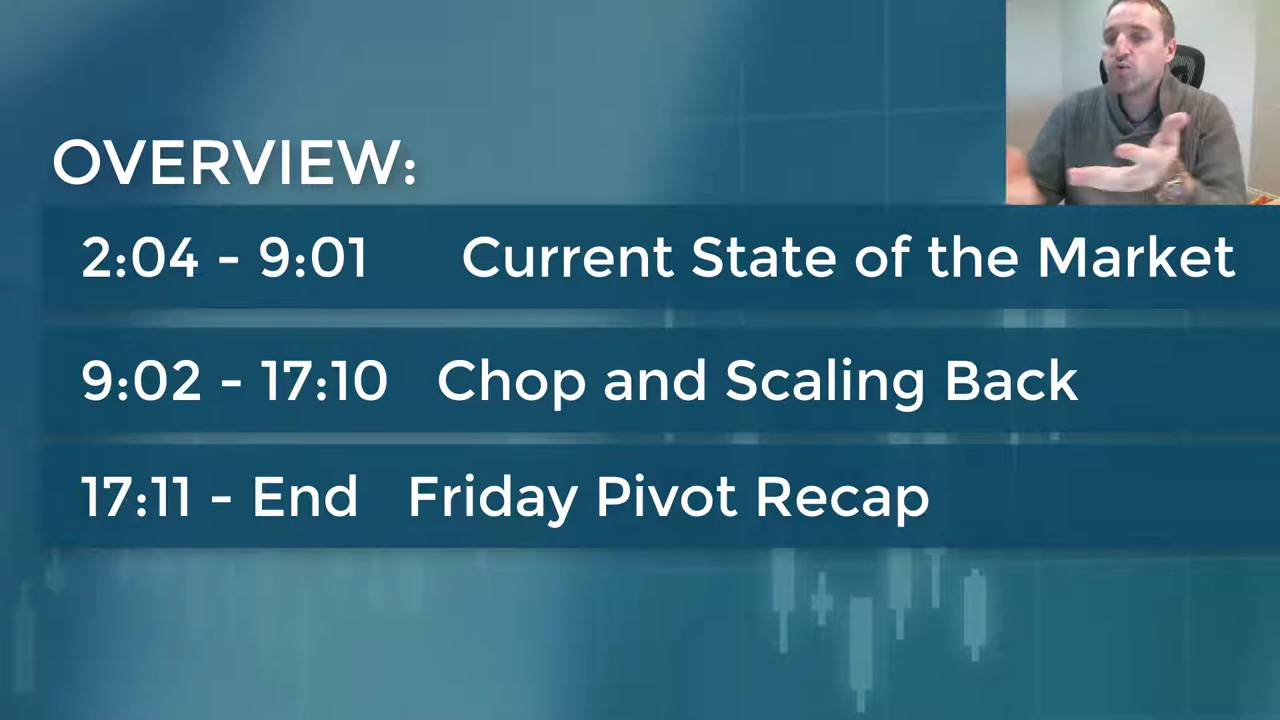 OVERVIEW:
2:04 - 9:01 Current State of the Market
9:02 - 17:10 Chop and Scaling Back
17:11 - End Friday Pivot Recap